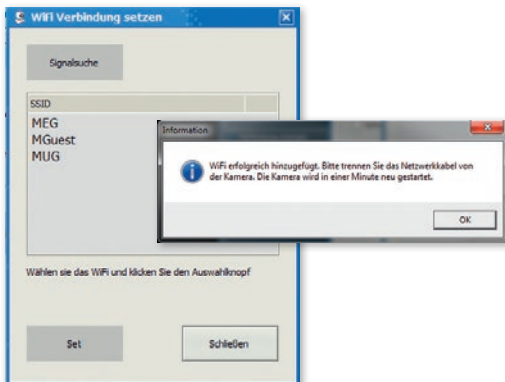 WiFi Verbindung setzen
Signalsuche
SSID
MEG
MGuest
MUG
Information
WiFi erfolgreich hinzugefügt. Bitte trennen Sie das Netzwerkkabel von
der Kamera. Die Kamera wird in einer Minute neu gestartet.
OK
Wählen sie das WiFi und klicken Sie den Auswahlknopf
Set
Schließen